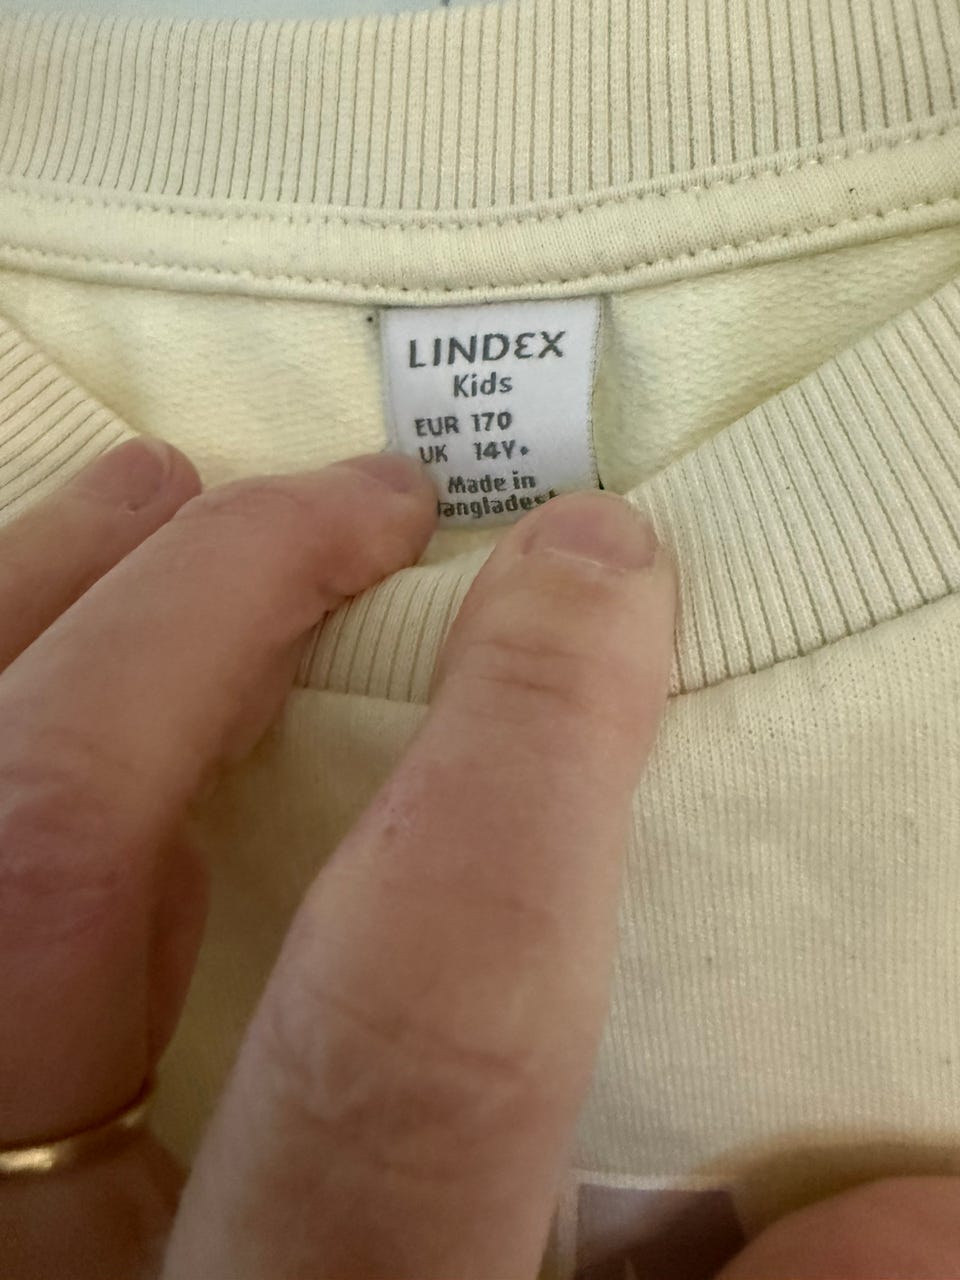 LINDEX
Kids
EUR 170
UK 14Y+
Made in